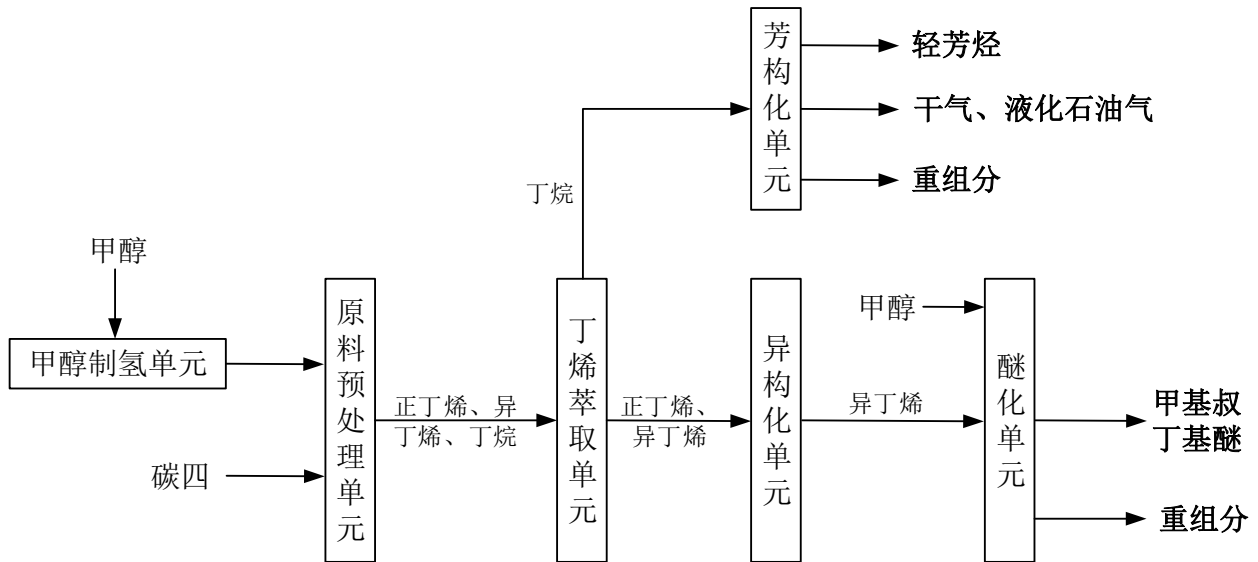 芳构化单元
轻芳烃
干气、液化石油气
重组分
丁烷
甲醇
甲醇制氢单元
碳四
原料预处理单元
正丁烯、异
丁烯、丁烷
丁烯萃取单元
正丁烯、
异丁烯
异构化单元
异丁烯
甲醇
醚化单元
甲基叔
丁基醚
重组分